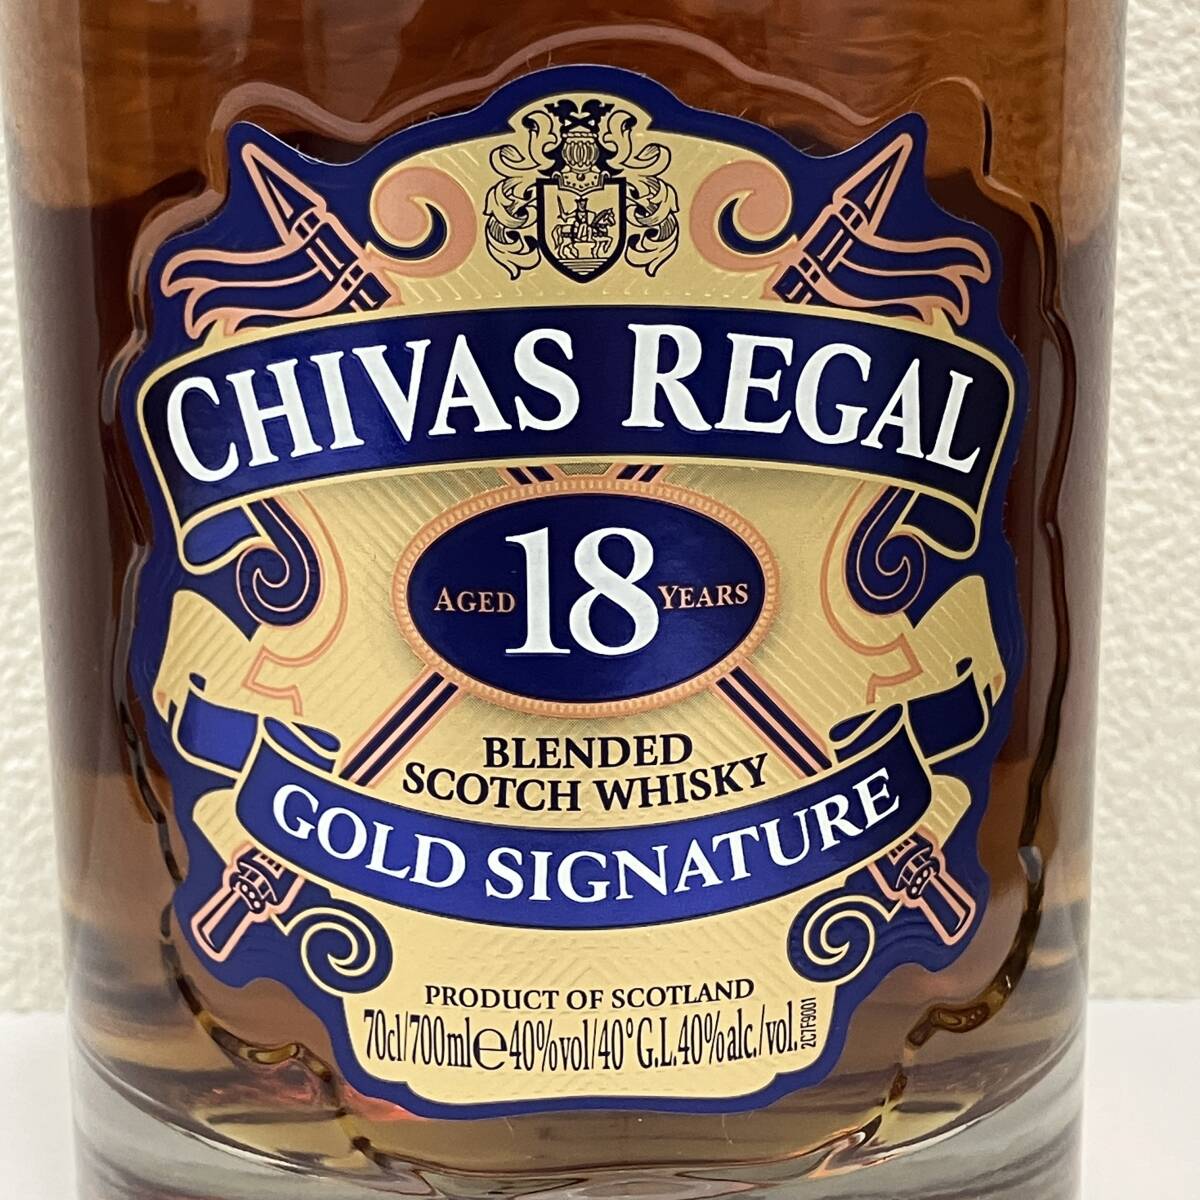 CHIVAS REGAL
AGED 18 YEARS
BLENDED
SCOTCH WHISKY
GOLD SIGNATURE
PRODUCT OF SCOTLAND
70cl/700ml e 40%vol/40°G.L.40%alc./vol.
2C7F9001